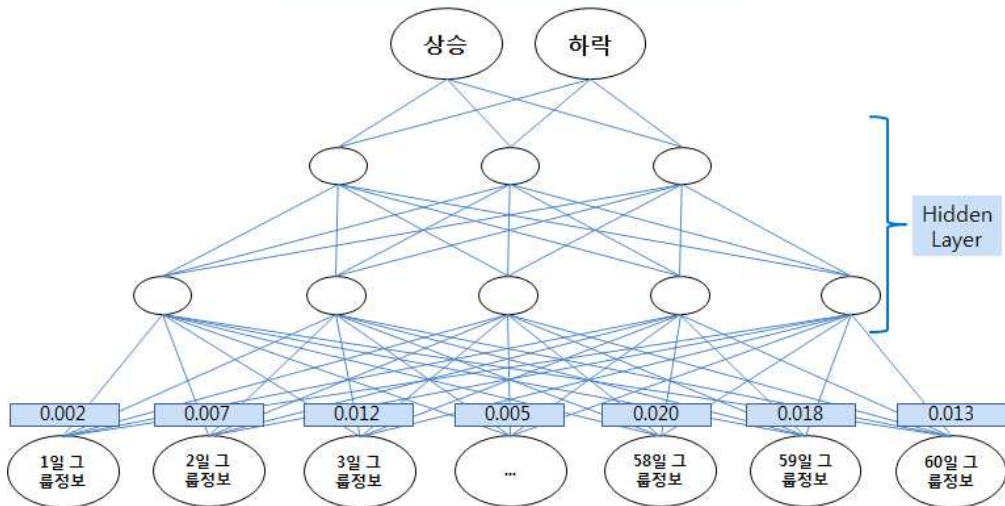 상승
하락
Hidden
Layer
0.002
0.007
0.012
0.005
0.020
0.018
0.013
1일 그
룹정보
2일 그
룹정보
3일 그
룹정보
...
58일 그
룹정보
59일 그
룹정보
60일 그
룹정보